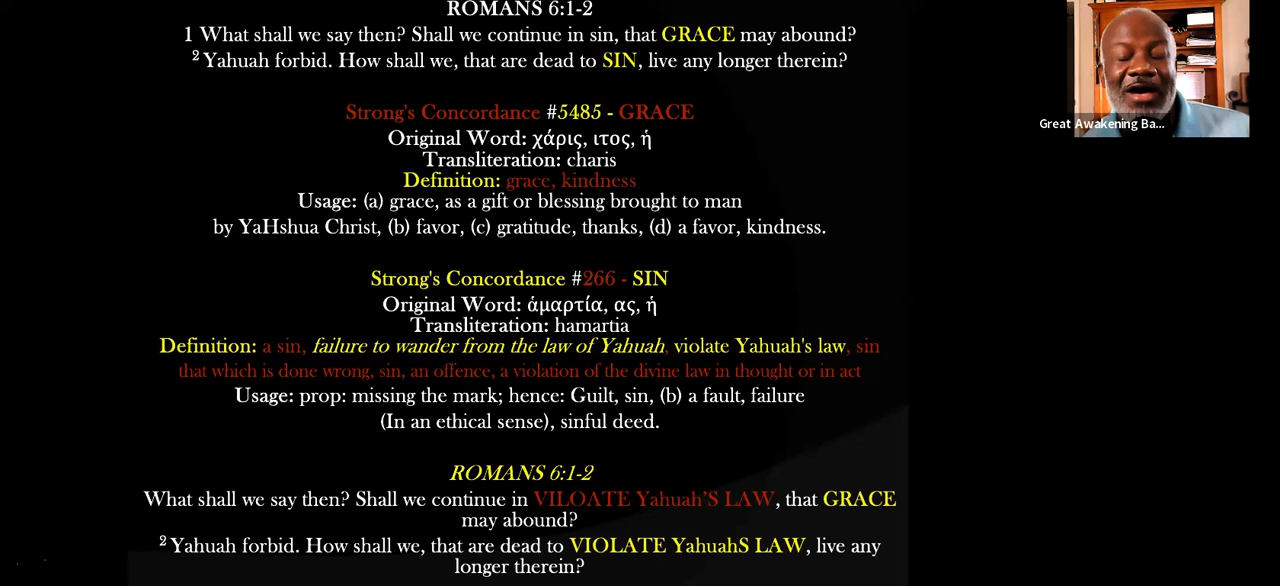 ROMANS 6:1-2
1 What shall we say then? Shall we continue in sin, that GRACE may abound?
² Yahuah forbid. How shall we, that are dead to SIN, live any longer therein?
Strong's Concordance #5485 - GRACE
Original Word: χάρις, ιτος, ἡ
Transliteration: charis
Definition: grace, kindness
Usage: (a) grace, as a gift or blessing brought to man
by YaHshua Christ, (b) favor, (c) gratitude, thanks, (d) a favor, kindness.
Strong's Concordance #266 - SIN
Original Word: ἁμαρτία, ας, ἡ
Transliteration: hamartia
Definition: a sin, failure to wander from the law of Yahuah, violate Yahuah's law, sin
that which is done wrong, sin, an offence, a violation of the divine law in thought or in act
Usage: prop: missing the mark; hence: Guilt, sin, (b) a fault, failure
(In an ethical sense), sinful deed.
ROMANS 6:1-2
What shall we say then? Shall we continue in VILOATE Yahuah'S LAW, that GRACE
may abound?
² Yahuah forbid. How shall we, that are dead to VIOLATE YahuahS LAW, live any
longer therein?
Great Awakening Ba...